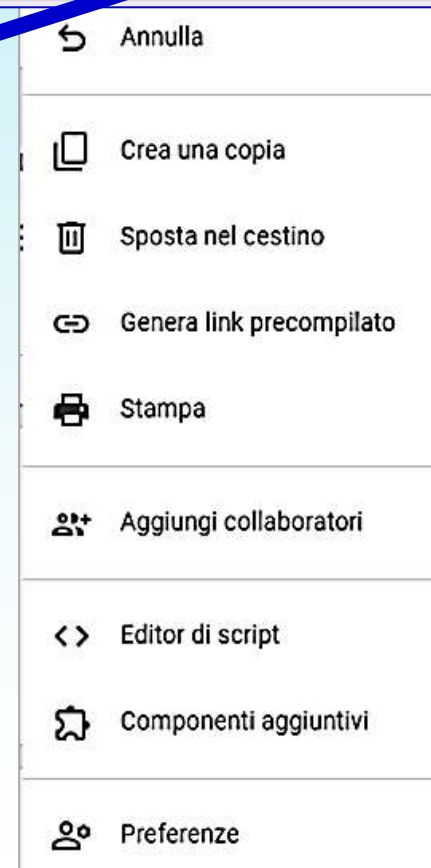 Annulla
Crea una copia
Sposta nel cestino
Genera link precompilato
Stampa
Aggiungi collaboratori
Editor di script
Componenti aggiuntivi
Preferenze